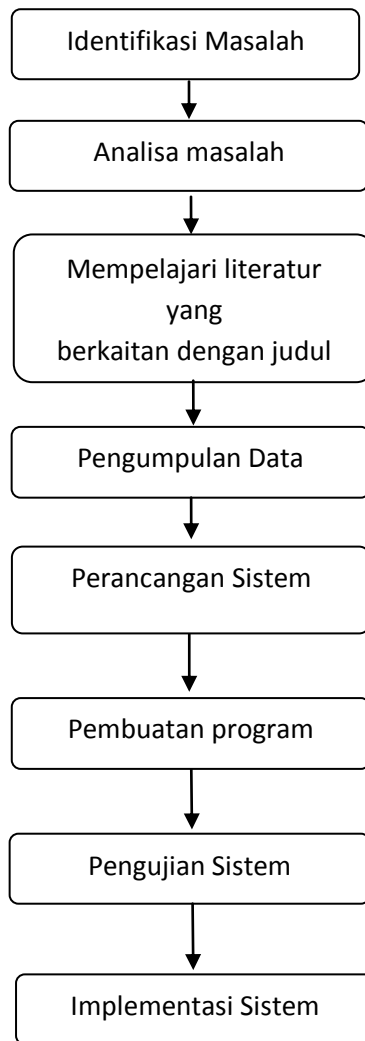 Identifikasi Masalah
Analisa masalah
Mempelajari literatur
yang
berkaitan dengan judul
Pengumpulan Data
Perancangan Sistem
Pembuatan program
Pengujian Sistem
Implementasi Sistem